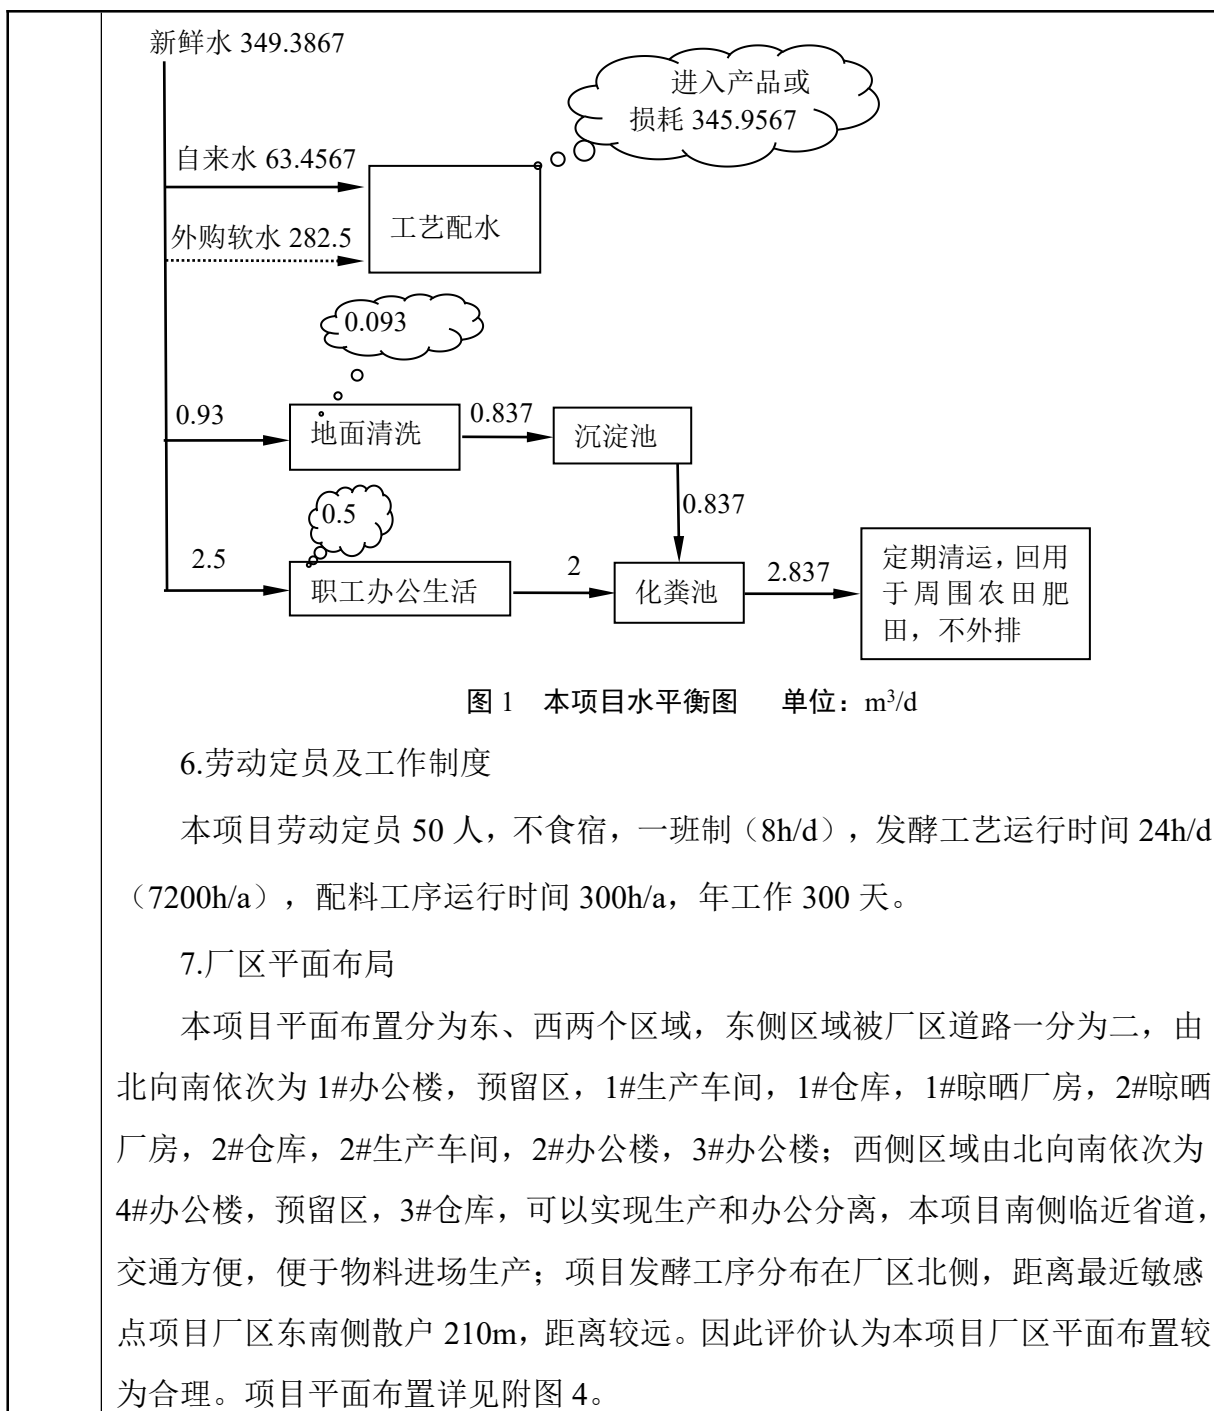 新鲜水 349.3867
进入产品或
损耗 345.9567
自来水 63.4567
工艺配水
外购软水 282.5
0.093
0.93
地面清洗
0.837
沉淀池
0.837
0.5
2.5
职工办公生活
2
化粪池
2.837
定期清运，回用
于周围农田肥
田，不外排
图 1 本项目水平衡图 单位：m³/d
6.劳动定员及工作制度
本项目劳动定员 50 人，不食宿，一班制（8h/d），发酵工艺运行时间 24h/d
（7200h/a），配料工序运行时间 300h/a，年工作 300 天。
7.厂区平面布局
本项目平面布置分为东、西两个区域，东侧区域被厂区道路一分为二，由
北向南依次为 1#办公楼，预留区，1#生产车间，1#仓库，1#晾晒厂房，2#晾晒
厂房，2#仓库，2#生产车间，2#办公楼，3#办公楼；西侧区域由北向南依次为
4#办公楼，预留区，3#仓库，可以实现生产和办公分离，本项目南侧临近省道，
交通方便，便于物料进场生产；项目发酵工序分布在厂区北侧，距离最近敏感
点项目厂区东南侧散户 210m，距离较远。因此评价认为本项目厂区平面布置较
为合理。项目平面布置详见附图 4。